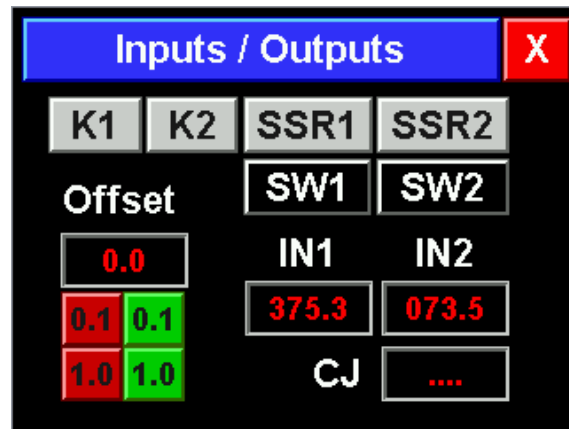 Inputs / Outputs X
K1 K2 SSR1 SSR2
SW1 SW2
Offset
IN1 IN2
0.0
375.3 073.5
0.1 0.1
1.0 1.0
CJ ....